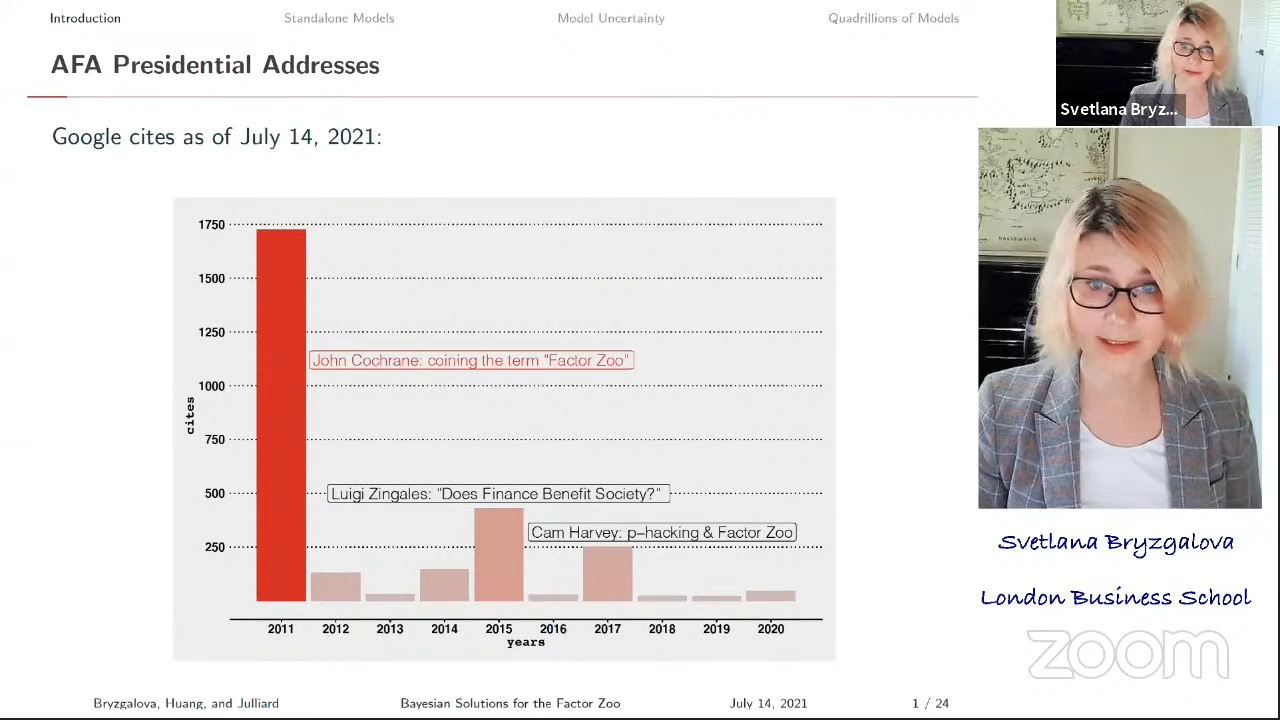 Introduction Standalone Models Model Uncertainty Quadrillions of Models
AFA Presidential Addresses
Google cites as of July 14, 2021:
1750
1500
1250
John Cochrane: coining the term "Factor Zoo"
1000
cites
750
500
Luigi Zingales: "Does Finance Benefit Society?"
Cam Harvey: p-hacking & Factor Zoo
250
2011 2012 2013 2014 2015 2016 2017 2018 2019 2020
years
Bryzgalova, Huang, and Julliard Bayesian Solutions for the Factor Zoo July 14, 2021 1 / 24
Svetlana Bryz...
Svetlana Bryzgalova
London Business School
zoom